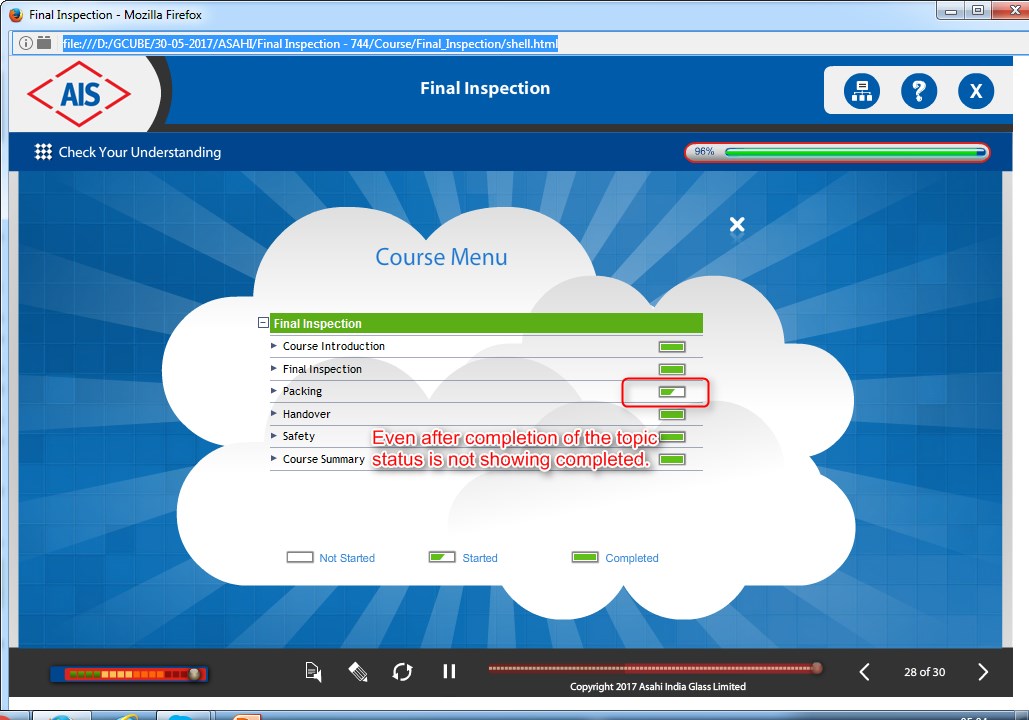 Final Inspection - Mozilla Firefox
file:///D:/GCUBE/30-05-2017/ASAHI/Final Inspection - 744/Course/Final_Inspection/shell.html
AIS
Final Inspection
?
X
Check Your Understanding
96%
Course Menu
Final Inspection
Course Introduction
Final Inspection
Packing
Handover
Safety
Course Summary
Even after completion of the topic
status is not showing completed.
Not Started
Started
Completed
28 of 30
Copyright 2017 Asahi India Glass Limited